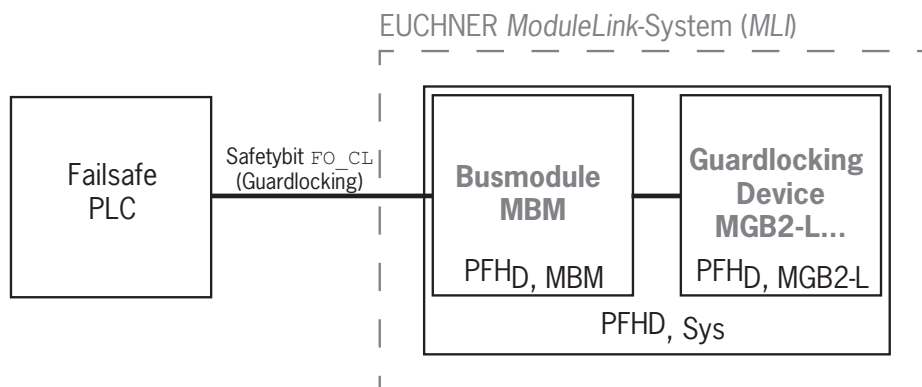 EUCHNER ModuleLink-System (MLI)
Failsafe
PLC
Safetybit FO_CL
(Guardlocking)
Busmodule
MBM
PFHD, MBM
Guardlocking
Device
MGB2-L...
PFHD, MGB2-L
PFHD, Sys